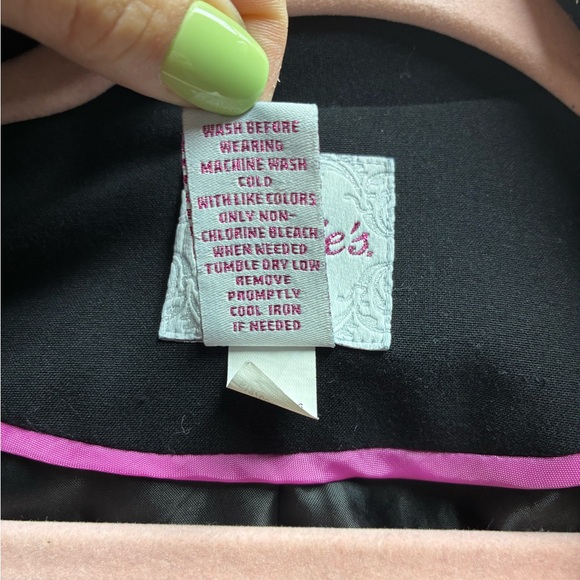 WASH BEFORE
WEARING
MACHINE WASH
COLD
WITH LIKE COLORS
ONLY NON-
CHLORINE BLEACH
WHEN NEEDED
TUMBLE DRY LOW
REMOVE
PROMPTLY
COOL IRON
IF NEEDED
ie's.